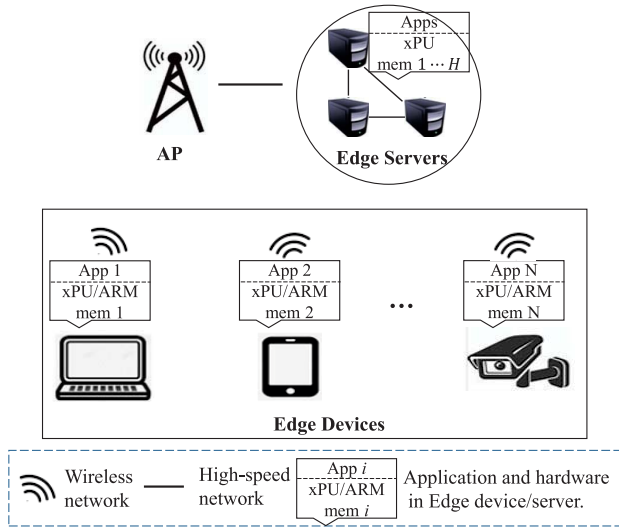 Apps
xPU
mem 1 ⋯ H
AP
Edge Servers
App 1
xPU/ARM
mem 1
App 2
xPU/ARM
mem 2
...
App N
xPU/ARM
mem N
Edge Devices
Wireless network
High-speed network
App i
xPU/ARM
mem i
Application and hardware in Edge device/server.